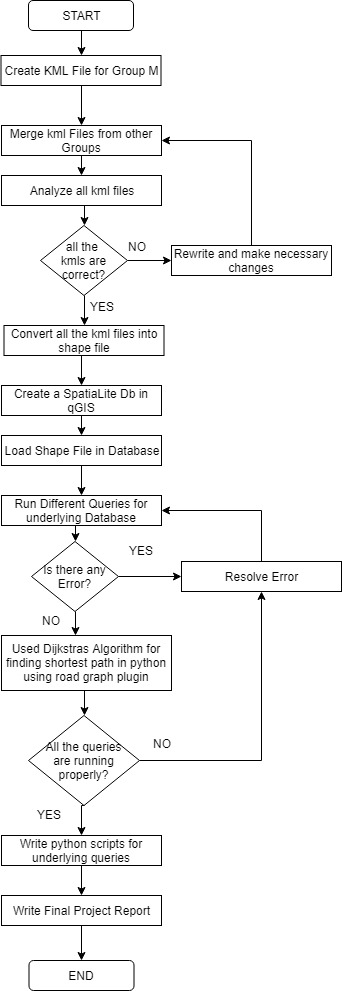 START
Create KML File for Group M
Merge kml Files from other
Groups
Analyze all kml files
all the
kmls are
correct?
NO
Rewrite and make necessary
changes
YES
Convert all the kml files into
shape file
Create a SpatiaLite Db in
qGIS
Load Shape File in Database
Run Different Queries for
underlying Database
YES
Is there any
Error?
Resolve Error
NO
Used Dijkstras Algorithm for
finding shortest path in python
using road graph plugin
All the queries
are running
properly?
NO
YES
Write python scripts for
underlying queries
Write Final Project Report
END